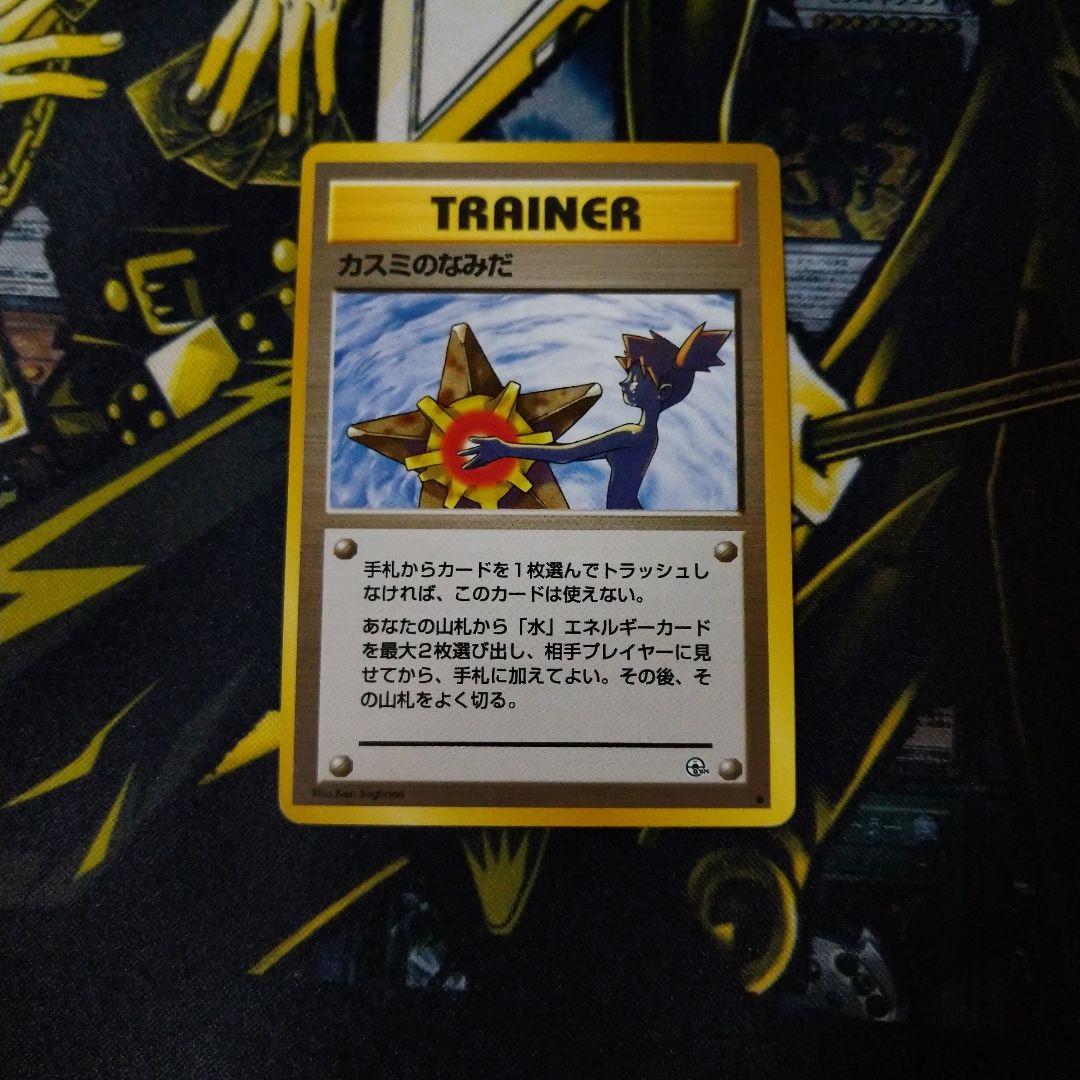 TRAINER
カスミのなみだ
手札からカードを1枚選んでトラッシュし
なければ、このカードは使えない。
あなたの山札から「水」エネルギーカード
を最大2枚選び出し、相手プレイヤーに見
せてから、手札に加えてよい。その後、そ
の山札をよく切る。
GYM
Illus. Ken Sugimori